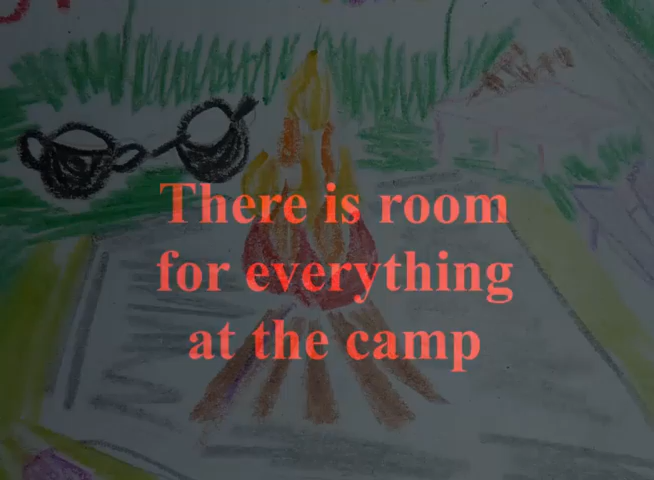 There is room
for everything
at the camp